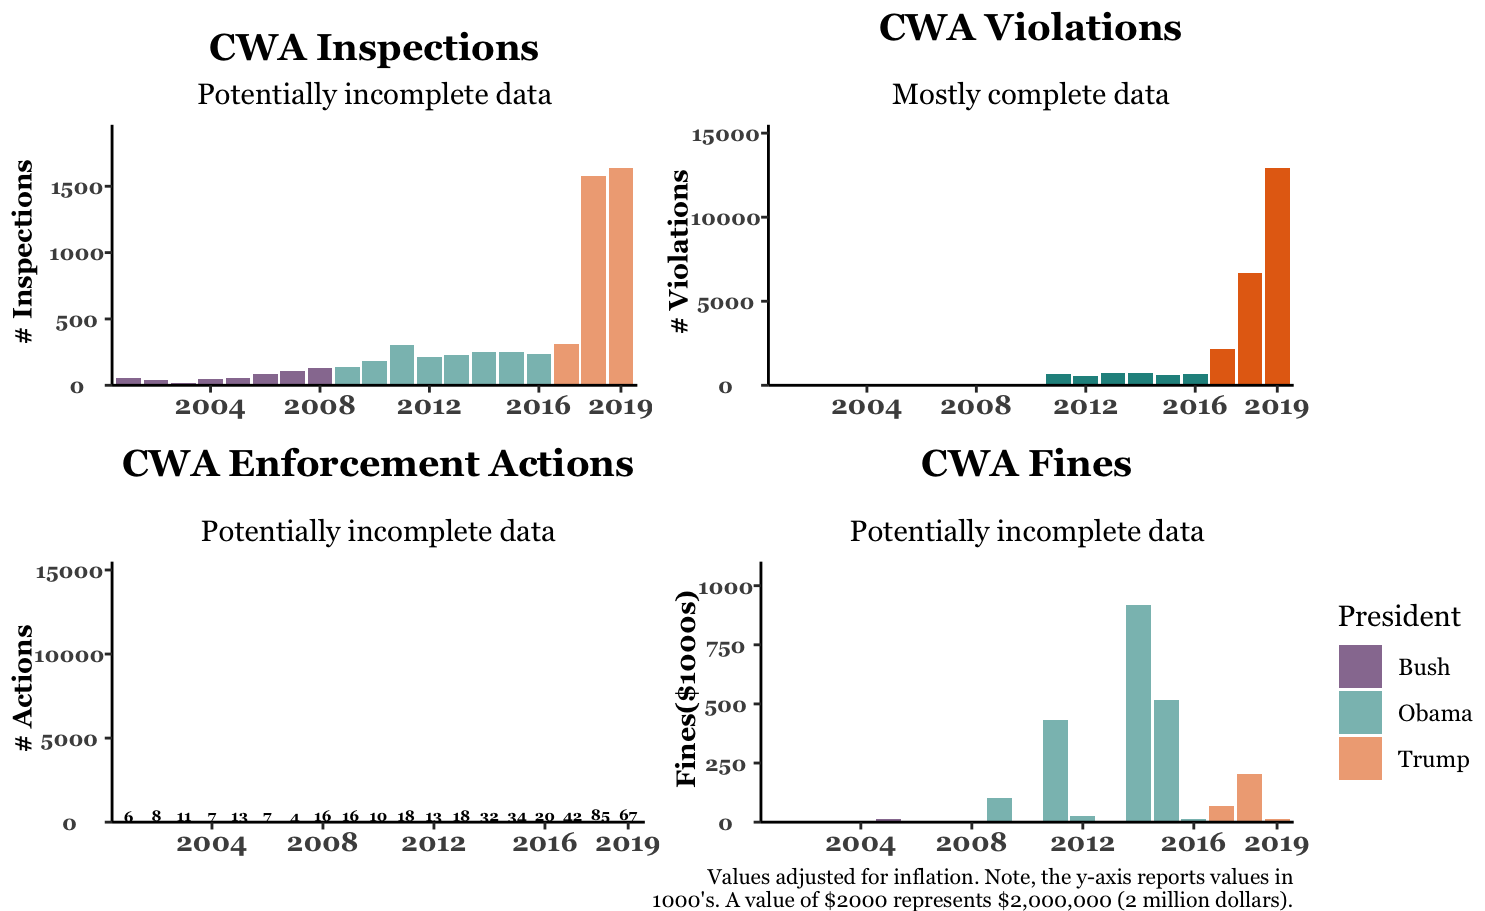 CWA Inspections
Potentially incomplete data
# Inspections
1500
1000
500
0
2004 2008 2012 2016 2019
CWA Violations
Mostly complete data
# Violations
15000
10000
5000
0
2004 2008 2012 2016 2019
CWA Enforcement Actions
Potentially incomplete data
# Actions
15000
10000
5000
0
6 8 11 7 13 7 4 16 16 10 18 13 18 32 34 20 42 85 67
2004 2008 2012 2016 2019
CWA Fines
Potentially incomplete data
Fines($1000s)
1000
750
500
250
0
2004 2008 2012 2016 2019
President
Bush
Obama
Trump
Values adjusted for inflation. Note, the y-axis reports values in
1000's. A value of $2000 represents $2,000,000 (2 million dollars).